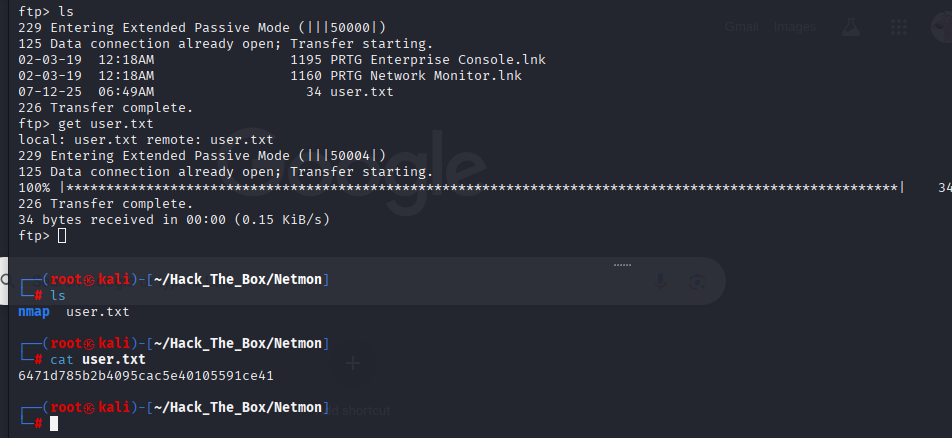 ftp> ls
229 Entering Extended Passive Mode (|||50000|)
125 Data connection already open; Transfer starting.
02-03-19  12:18AM                 1195 PRTG Enterprise Console.lnk
02-03-19  12:18AM                 1160 PRTG Network Monitor.lnk
07-12-25  06:49AM                   34 user.txt
226 Transfer complete.
ftp> get user.txt
local: user.txt remote: user.txt
229 Entering Extended Passive Mode (|||50004|)
125 Data connection already open; Transfer starting.
100% |***************************************************************************************************| 34
226 Transfer complete.
34 bytes received in 00:00 (0.15 KiB/s)
ftp>
Gmail Images
Google
┌──(root㉿kali)-[~/Hack_The_Box/Netmon]
└─# ls
nmap  user.txt
┌──(root㉿kali)-[~/Hack_The_Box/Netmon]
└─# cat user.txt
6471d785b2b4095cac5e40105591ce41
┌──(root㉿kali)-[~/Hack_The_Box/Netmon]
└─#
shortcut